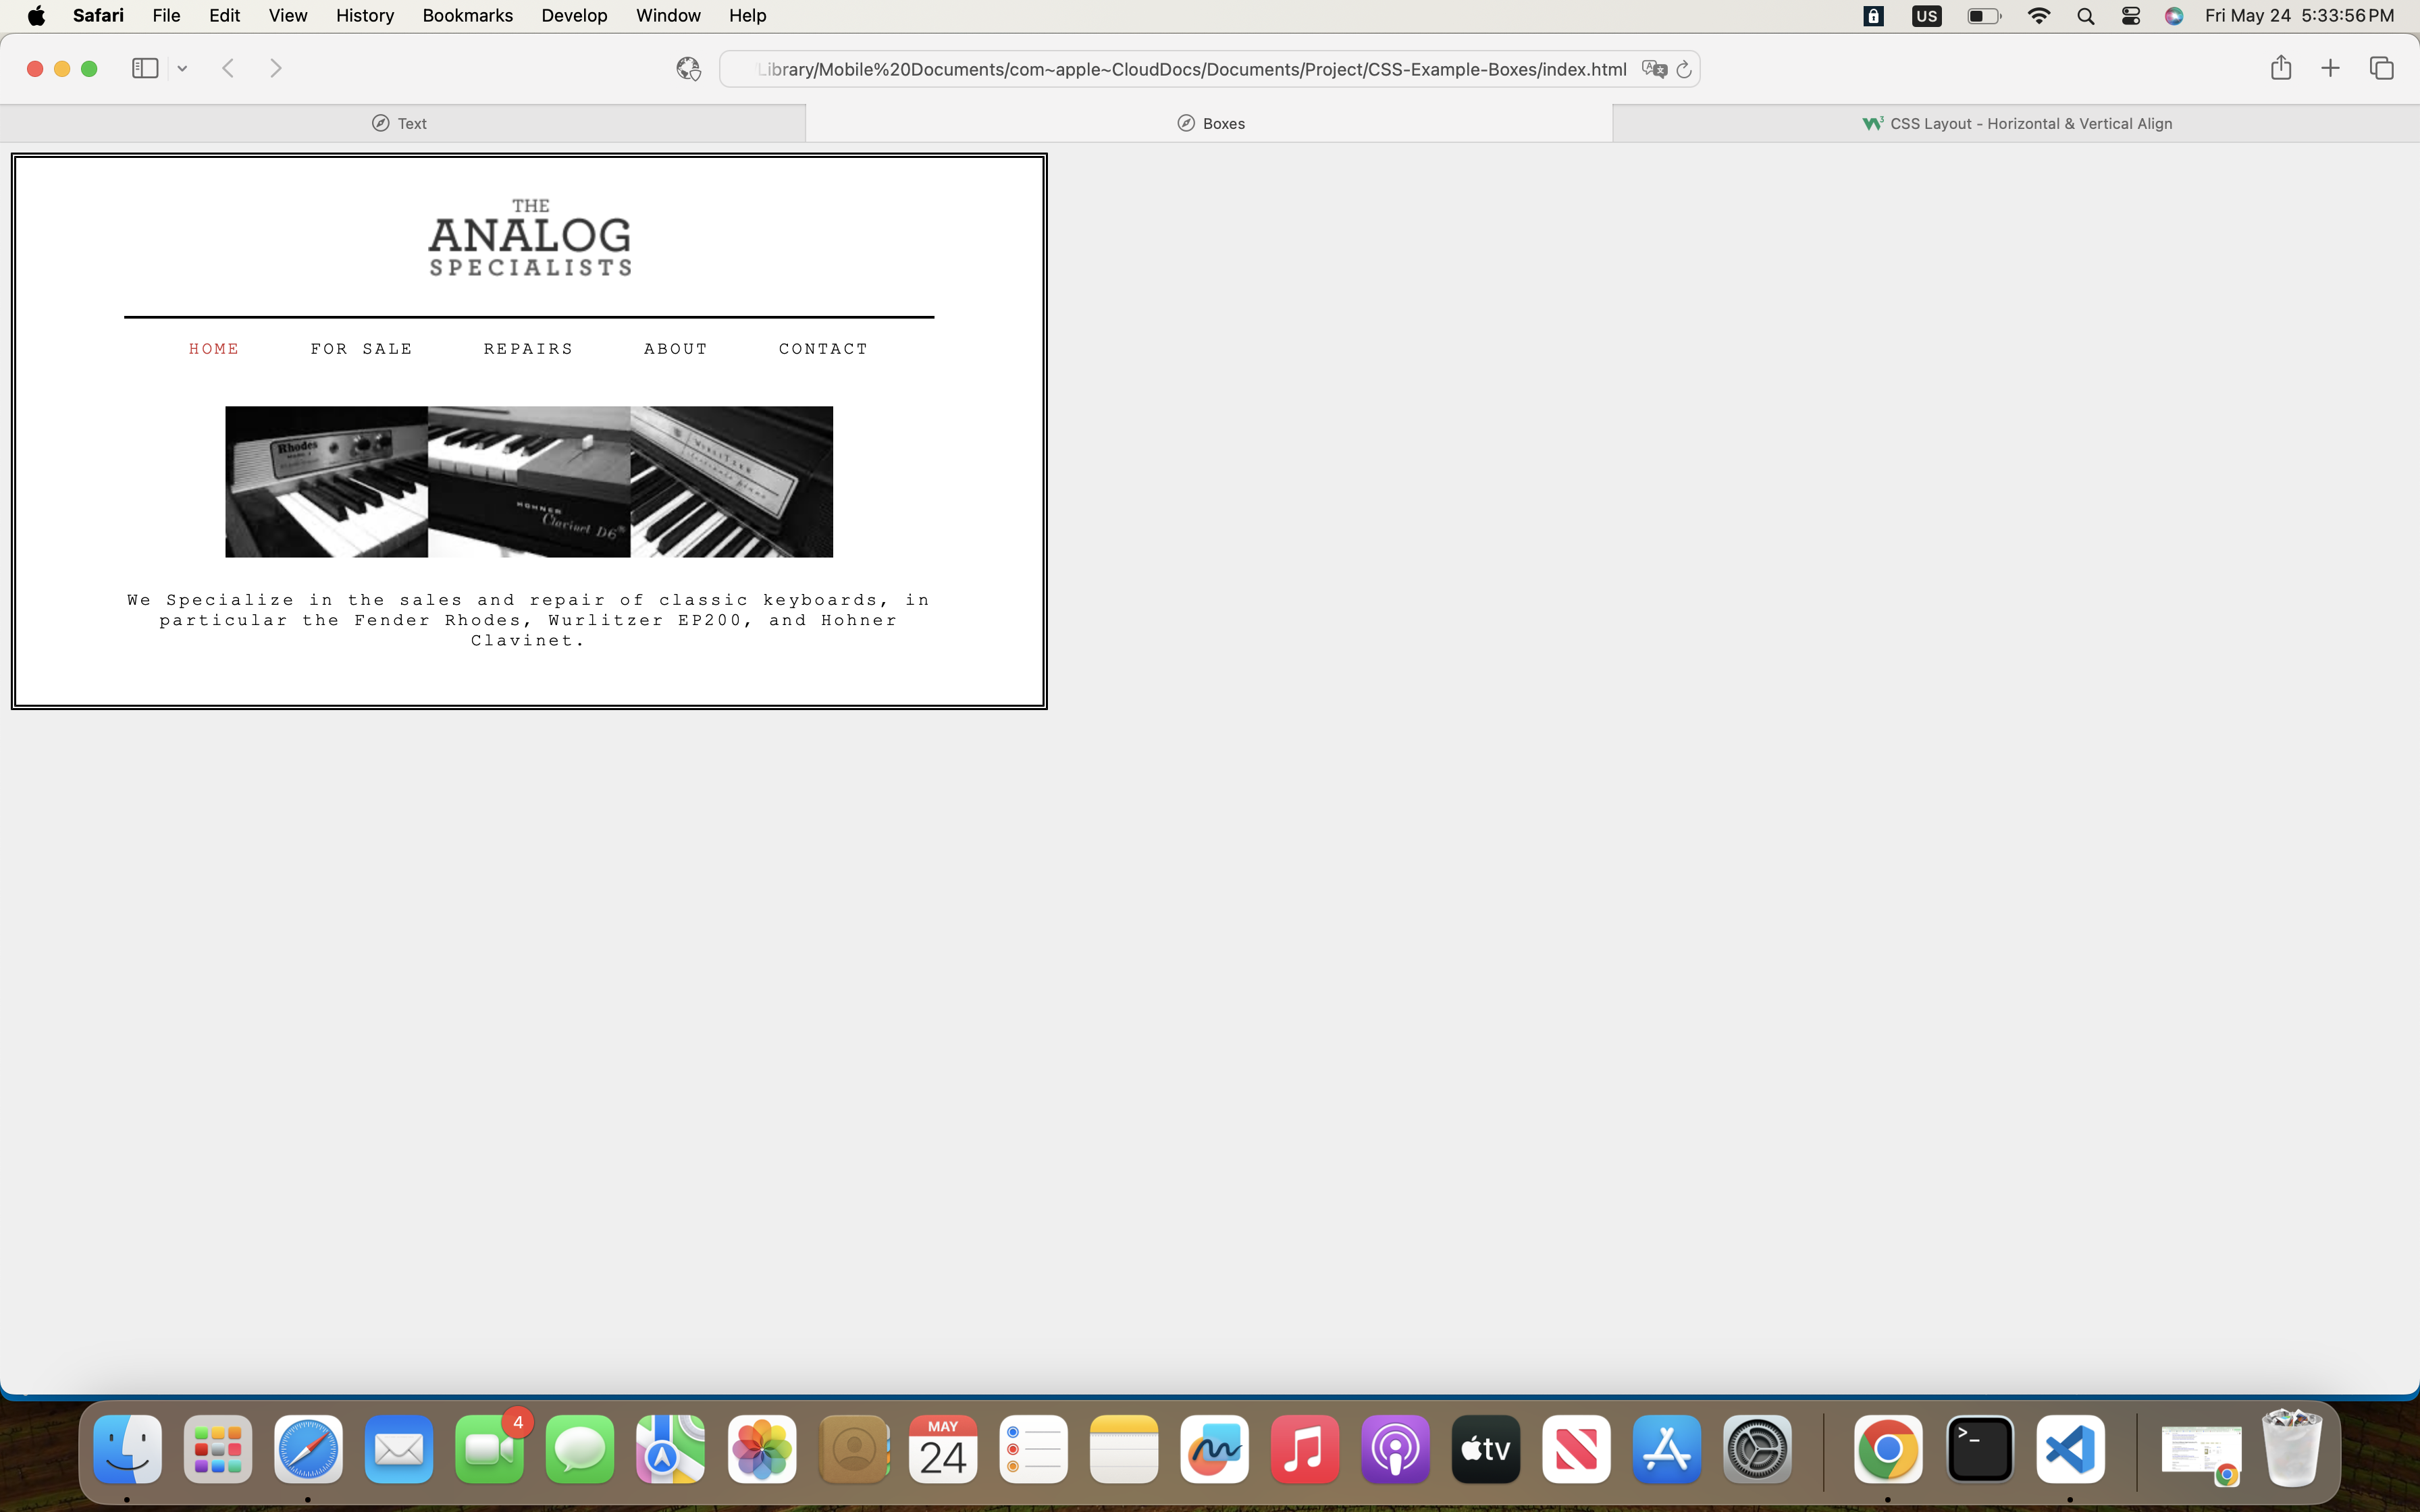 Safari File Edit View History Bookmarks Develop Window Help US Fri May 24 5:33:56 PM
Library/Mobile%20Documents/com~apple~CloudDocs/Documents/Project/CSS-Example-Boxes/index.html
Text Boxes CSS Layout - Horizontal & Vertical Align
THE
ANALOG
SPECIALISTS
HOME FOR SALE REPAIRS ABOUT CONTACT
Rhodes
WURLITZER
electronic piano
HOHNER
Clavinet D6
We Specialize in the sales and repair of classic keyboards, in
particular the Fender Rhodes, Wurlitzer EP200, and Hohner
Clavinet.
4
MAY
24
tv
>_